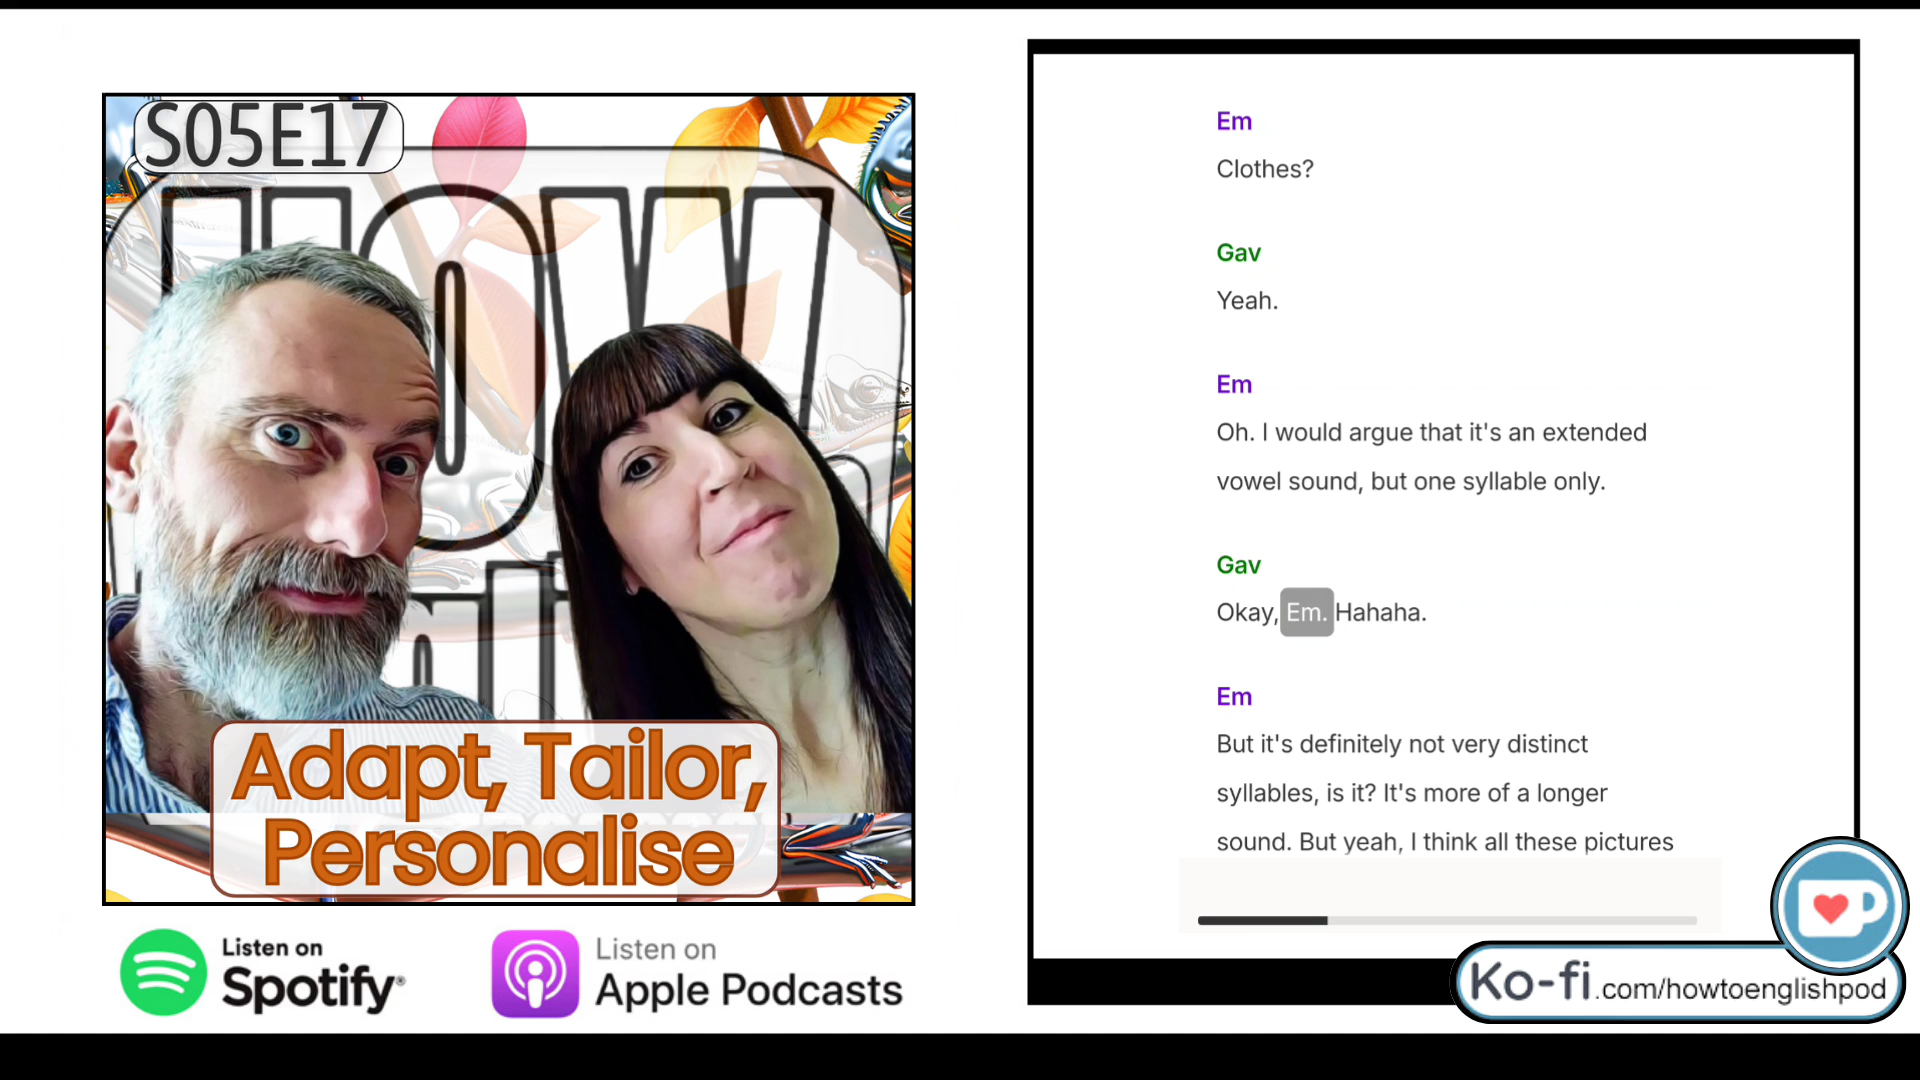 S05E17
HOW
Adapt, Tailor,
Personalise
Listen on
Spotify®
Listen on
Apple Podcasts
Em
Clothes?
Gav
Yeah.
Em
Oh. I would argue that it's an extended
vowel sound, but one syllable only.
Gav
Okay, Em. Hahaha.
Em
But it's definitely not very distinct
syllables, is it? It's more of a longer
sound. But yeah, I think all these pictures
Ko-fi.com/howtoenglishpod